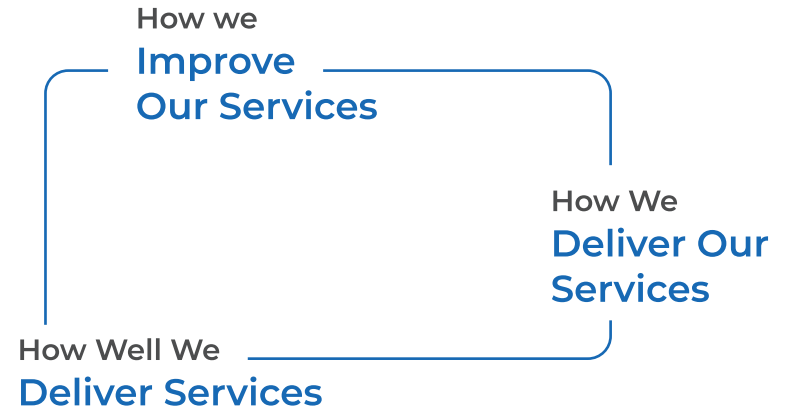 How we
Improve
Our Services
How We
Deliver Our
Services
How Well We
Deliver Services